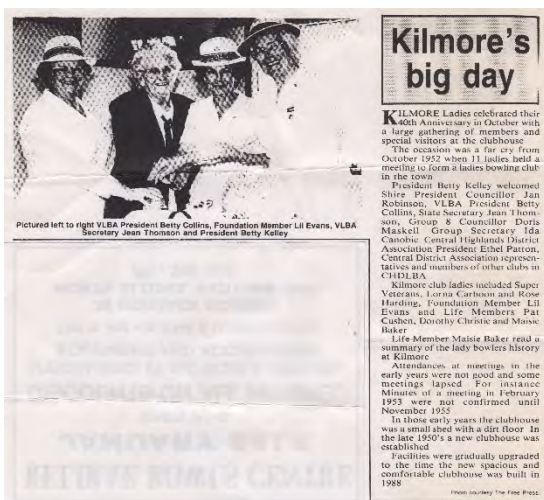 Kilmore's
big day
Pictured left to right VLBA President Betty Collins, Foundation Member Lil Evans, VLBA
Secretary Jean Thomson and President Betty Kelley
KILMORE Ladies celebrated their
40th Anniversary in October with
a large gathering of members and
special visitors at the clubhouse
The occasion was a far cry from
October 1952 when 11 ladies held a
meeting to form a ladies bowling club
in the town
President Betty Kelley welcomed
Shire President Councillor Jan
Robinson, VLBA President Betty
Collins, State Secretary Jean Thom-
son, Group 8 Councillor Doris
Maskell Group Secretary Ida
Canobic Central Highlands District
Association President Ethel Patron,
Central District Association represen-
tatives and members of other clubs in
CHDLBA
Kilmore club ladies included Super
Veterans, Lorna Carboon and Rose
Harding, Foundation Member Lil
Evans and Life Members Pat
Cushen, Dorothy Christie and Maisie
Baker
Life Member Maisie Baker read a
summary of the lady bowlers history
at Kilmore
Attendances at meetings in the
early years were not good and some
meetings lapsed For instance
Minutes of a meeting in February
1953 were not confirmed until
November 1955
In those early years the clubhouse
was a small shed with a dirt floor In
the late 1950's a new clubhouse was
established
Facilities were gradually upgraded
to the time the new spacious and
comfortable clubhouse was built in
1988
Photo courtesy The Free Press